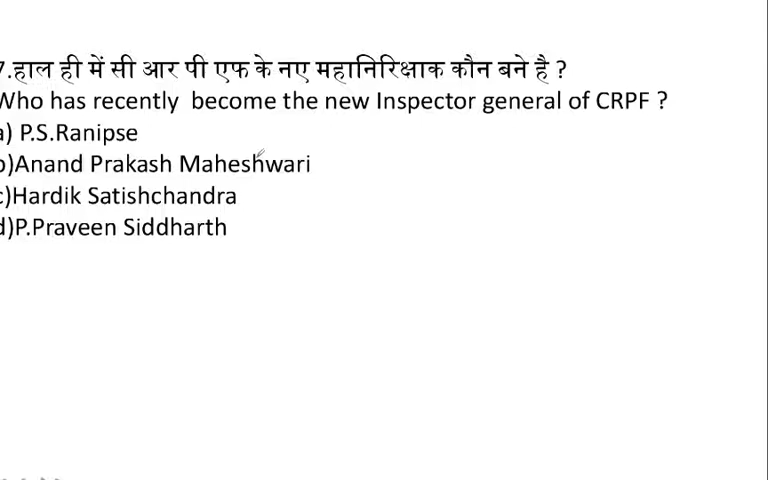 7.हाल ही में सी आर पी एफ के नए महानिरिक्षाक कौन बने है ?
Who has recently  become the new Inspector general of CRPF ?
a) P.S.Ranipse
b)Anand Prakash Maheshwari
c)Hardik Satishchandra
d)P.Praveen Siddharth